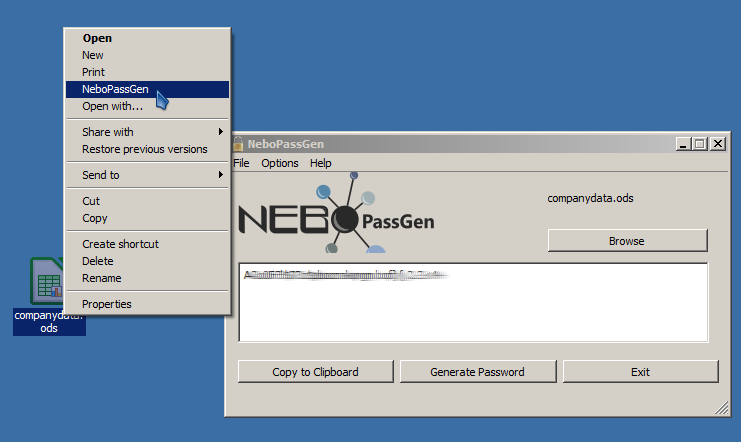 Open
New
Print
NeboPassGen
Open with...
Share with
Restore previous versions
Send to
Cut
Copy
Create shortcut
Delete
Rename
Properties
companydata.
ods
NeboPassGen
File Options Help
NEBO PassGen
companydata.ods
Browse
Copy to Clipboard Generate Password Exit